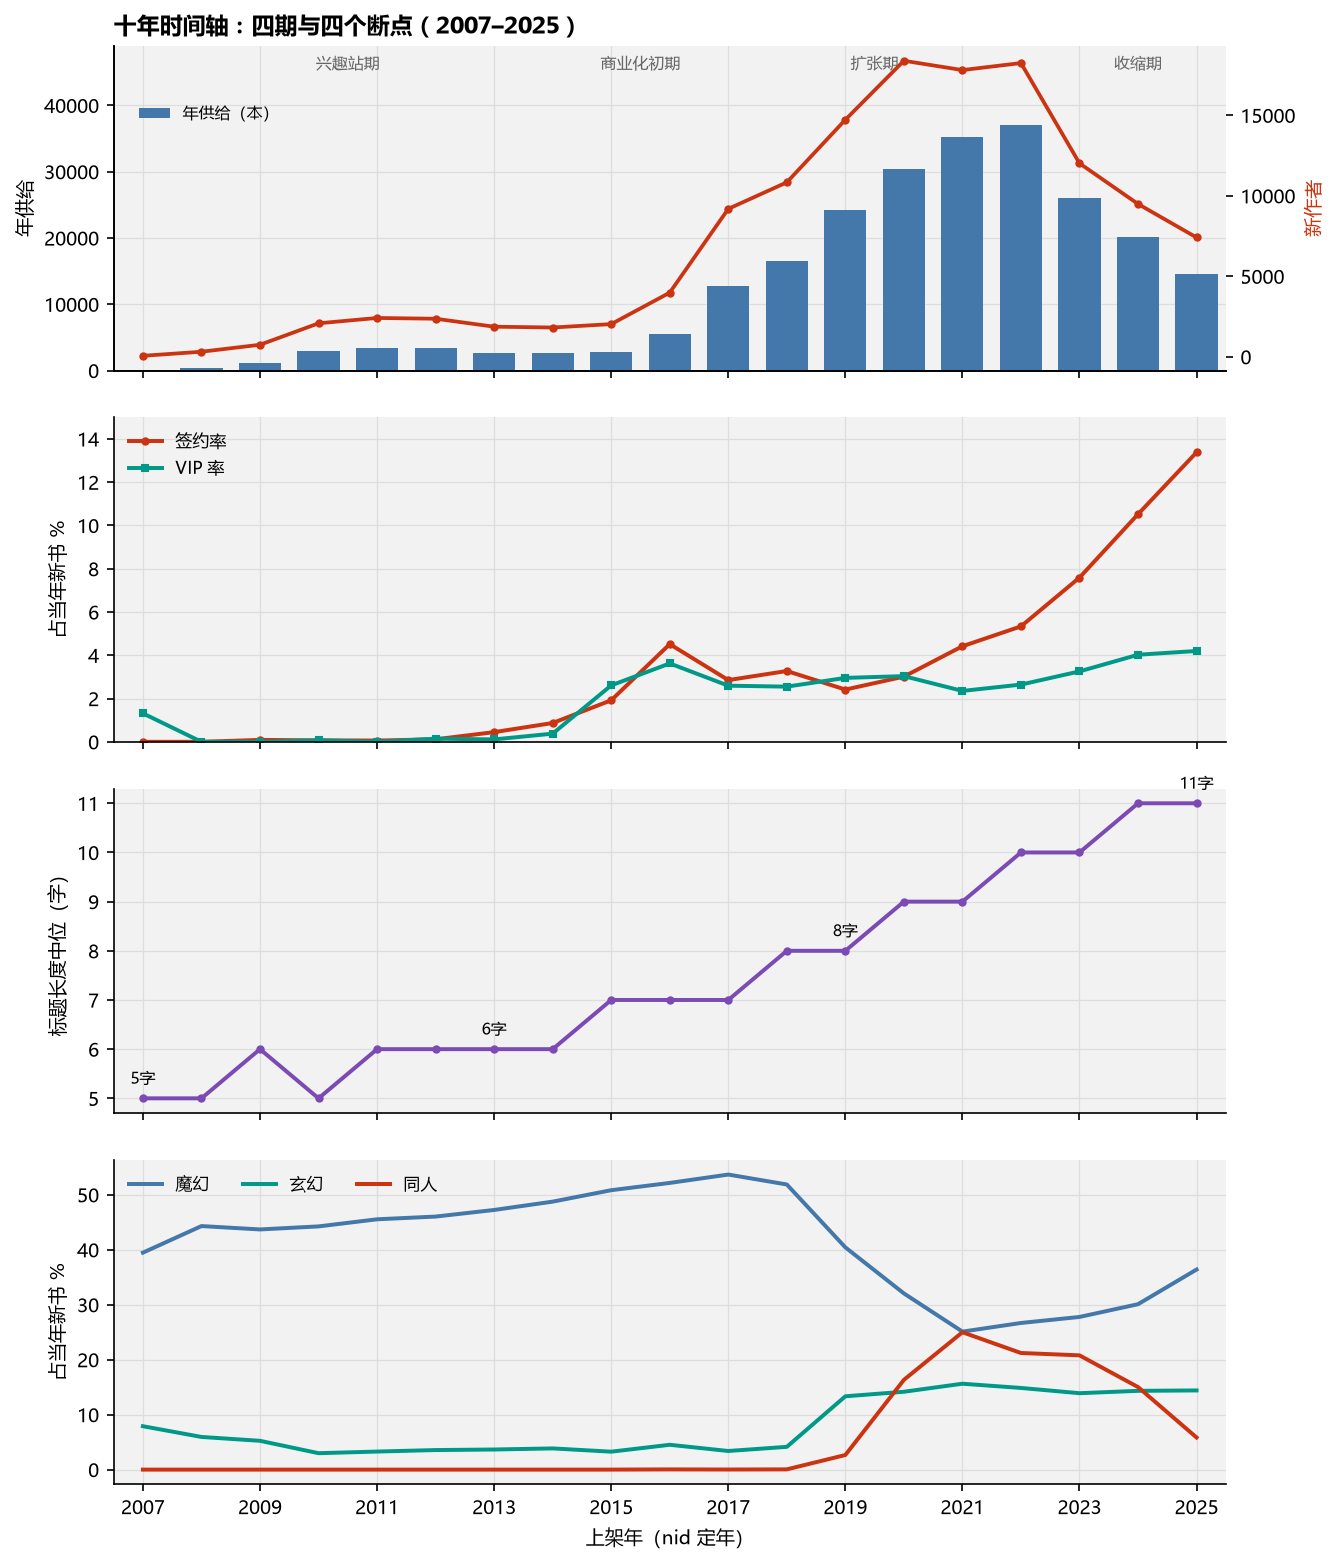 十年时间轴：四期与四个断点（2007–2025）
兴趣站期 商业化初期 扩张期 收缩期
年供给（本）
40000
30000
20000
10000
0
年供给
15000
10000
5000
0
新作者
签约率
VIP 率
14
12
10
8
6
4
2
0
占当年新书 %
11字
8字
6字
5字
11
10
9
8
7
6
5
标题长度中位（字）
魔幻 玄幻 同人
50
40
30
20
10
0
占当年新书 %
2007 2009 2011 2013 2015 2017 2019 2021 2023 2025
上架年（nid 定年）